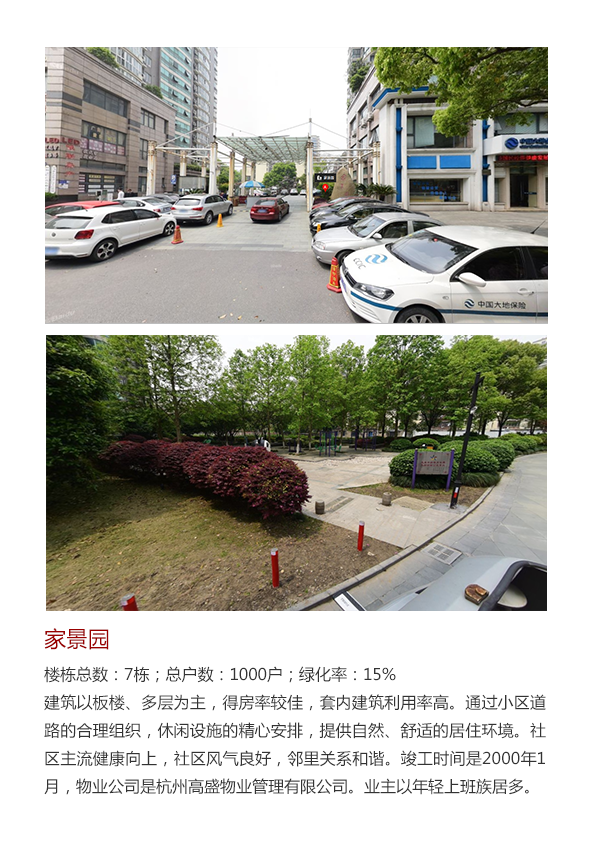 中国大地保险
家景园
楼栋总数：7栋；总户数：1000户；绿化率：15%
建筑以板楼、多层为主，得房率较佳，套内建筑利用率高。通过小区道
路的合理组织，休闲设施的精心安排，提供自然、舒适的居住环境。社
区主流健康向上，社区风气良好，邻里关系和谐。竣工时间是2000年1
月，物业公司是杭州高盛物业管理有限公司。业主以年轻上班族居多。